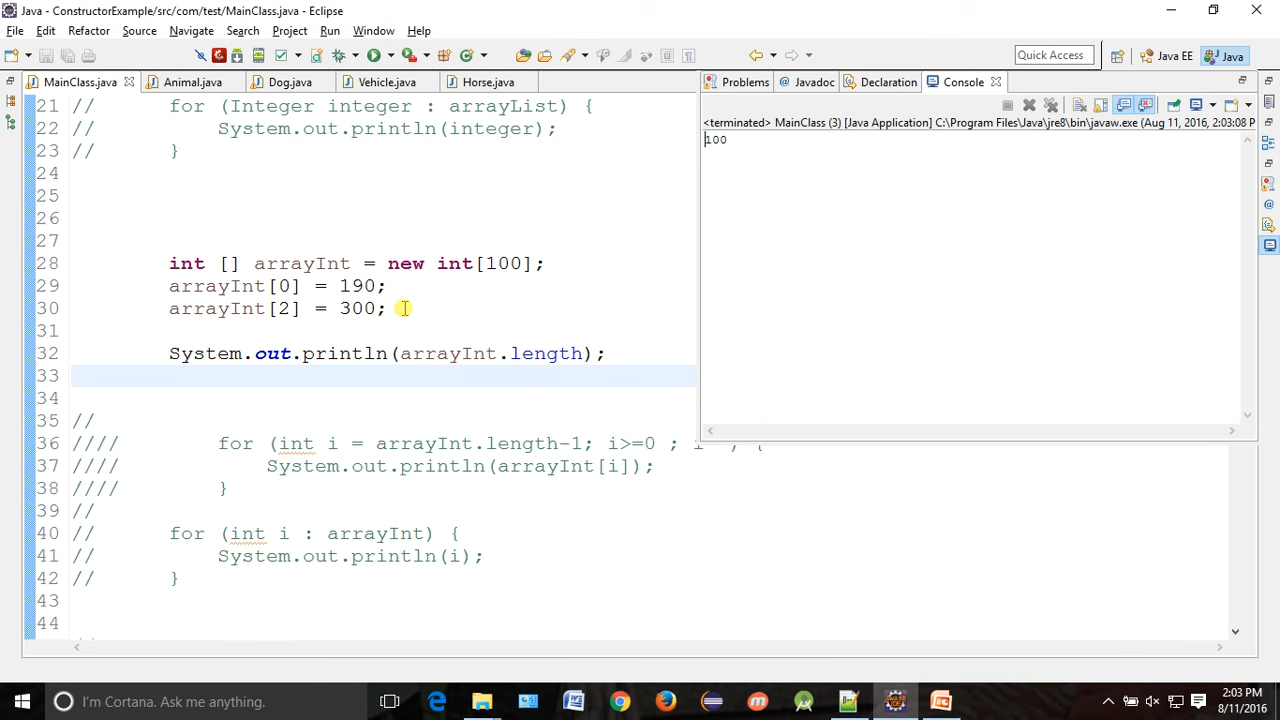 Java - ConstructorExample/src/com/test/MainClass.java - Eclipse
File Edit Refactor Source Navigate Search Project Run Window Help
Quick Access Java EE Java
MainClass.java Animal.java Dog.java Vehicle.java Horse.java
Problems @ Javadoc Declaration Console
<terminated> MainClass (3) [Java Application] C:\Program Files\Java\jre8\bin\javaw.exe (Aug 11, 2016, 2:03:08 P
100
21 // for (Integer integer : arrayList) {
22 // System.out.println(integer);
23 // }
24
25
26
27
28 int [] arrayInt = new int[100];
29 arrayInt[0] = 190;
30 arrayInt[2] = 300;
31
32 System.out.println(arrayInt.length);
33
34
35 //
36 //// for (int i = arrayInt.length-1; i>=0 ; i--) {
37 //// System.out.println(arrayInt[i]);
38 //// }
39 //
40 // for (int i : arrayInt) {
41 // System.out.println(i);
42 // }
43
44
I'm Cortana. Ask me anything.
2:03 PM
8/11/2016